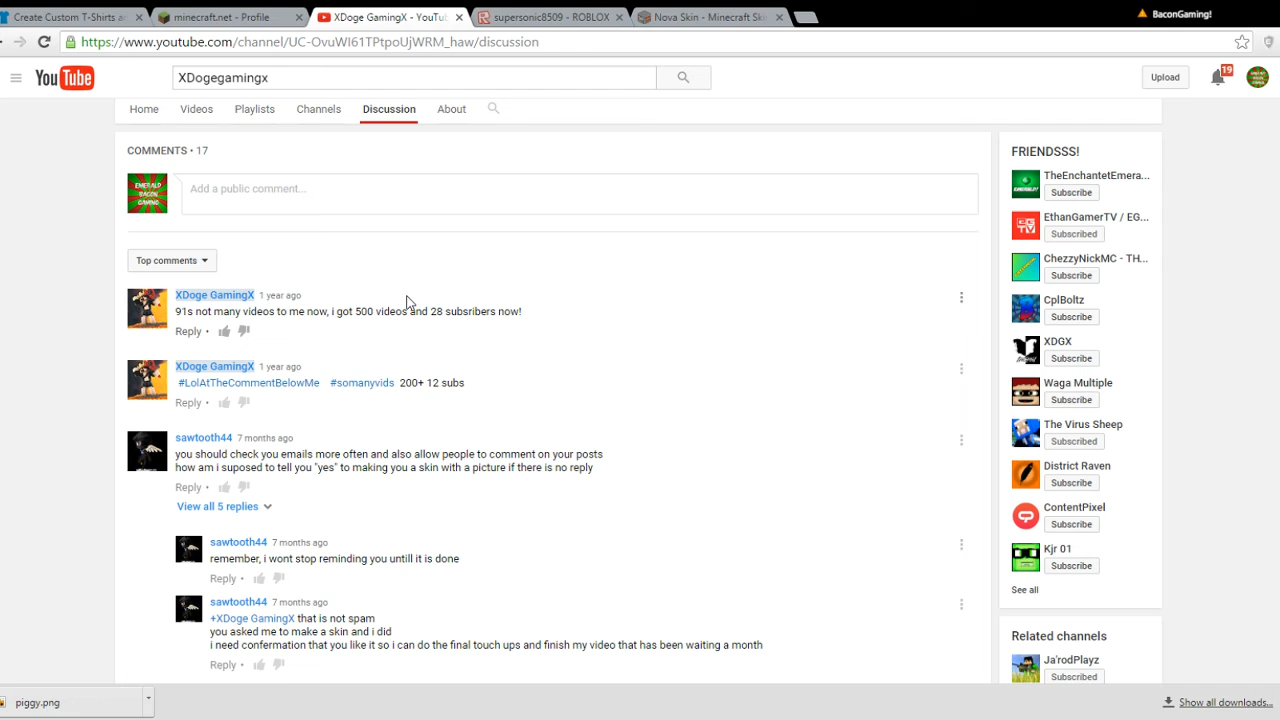 Create Custom T-Shirts a
minecraft.net - Profile
XDoge GamingX - YouTu
supersonic8509 - ROBLOX
Nova Skin - Minecraft Ski
BaconGaming!
https://www.youtube.com/channel/UC-OvuWI61TPtpoUjWRM_haw/discussion
YouTube
XDogegamingx
Upload
19
Home
Videos
Playlists
Channels
Discussion
About
COMMENTS • 17
EMERALD
BACON
GAMING
Add a public comment...
Top comments
XDoge GamingX 1 year ago
91s not many videos to me now, i got 500 videos and 28 subsribers now!
Reply •
XDoge GamingX 1 year ago
#LolAtTheCommentBelowMe #somanyvids 200+ 12 subs
Reply •
sawtooth44 7 months ago
you should check you emails more often and also allow people to comment on your posts
how am i suposed to tell you "yes" to making you a skin with a picture if there is no reply
Reply •
View all 5 replies
sawtooth44 7 months ago
remember, i wont stop reminding you untill it is done
Reply •
sawtooth44 7 months ago
+XDoge GamingX that is not spam
you asked me to make a skin and i did
i need confermation that you like it so i can do the final touch ups and finish my video that has been waiting a month
Reply •
FRIENDSSS!
TheEnchantetEmera...
Subscribe
EthanGamerTV / EG...
Subscribed
ChezzyNickMC - TH...
Subscribe
CplBoltz
Subscribe
XDGX
Subscribe
Waga Multiple
Subscribe
The Virus Sheep
Subscribed
District Raven
Subscribe
ContentPixel
Subscribe
Kjr 01
Subscribe
See all
Related channels
Ja'rodPlayz
Subscribed
piggy.png
Show all downloads...